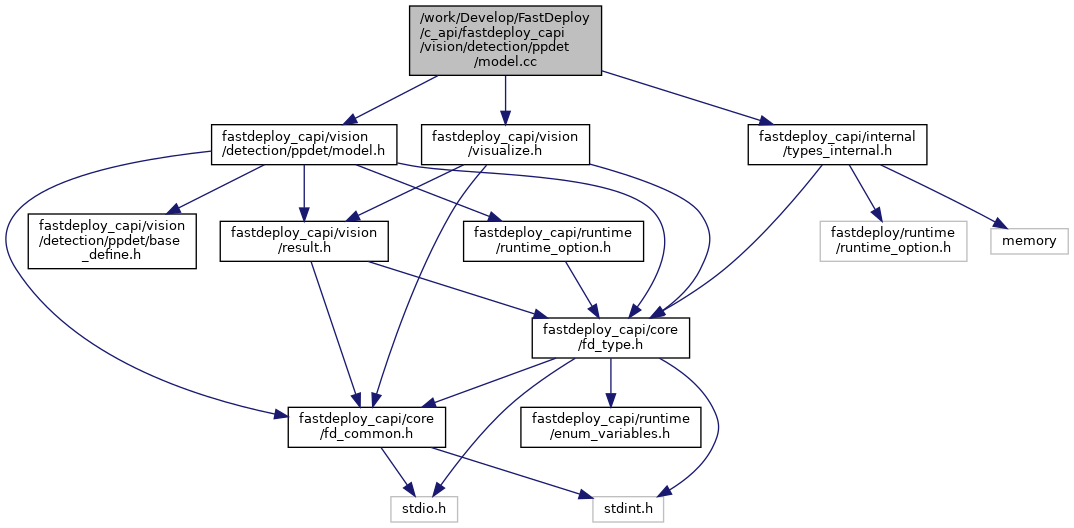 /work/Develop/FastDeploy
/c_api/fastdeploy_capi
/vision/detection/ppdet
/model.cc
fastdeploy_capi/vision
/detection/ppdet/model.h
fastdeploy_capi/vision
/visualize.h
fastdeploy_capi/internal
/types_internal.h
fastdeploy_capi/vision
/detection/ppdet/base
_define.h
fastdeploy_capi/vision
/result.h
fastdeploy_capi/runtime
/runtime_option.h
fastdeploy/runtime
/runtime_option.h
memory
fastdeploy_capi/core
/fd_type.h
fastdeploy_capi/core
/fd_common.h
fastdeploy_capi/runtime
/enum_variables.h
stdio.h
stdint.h